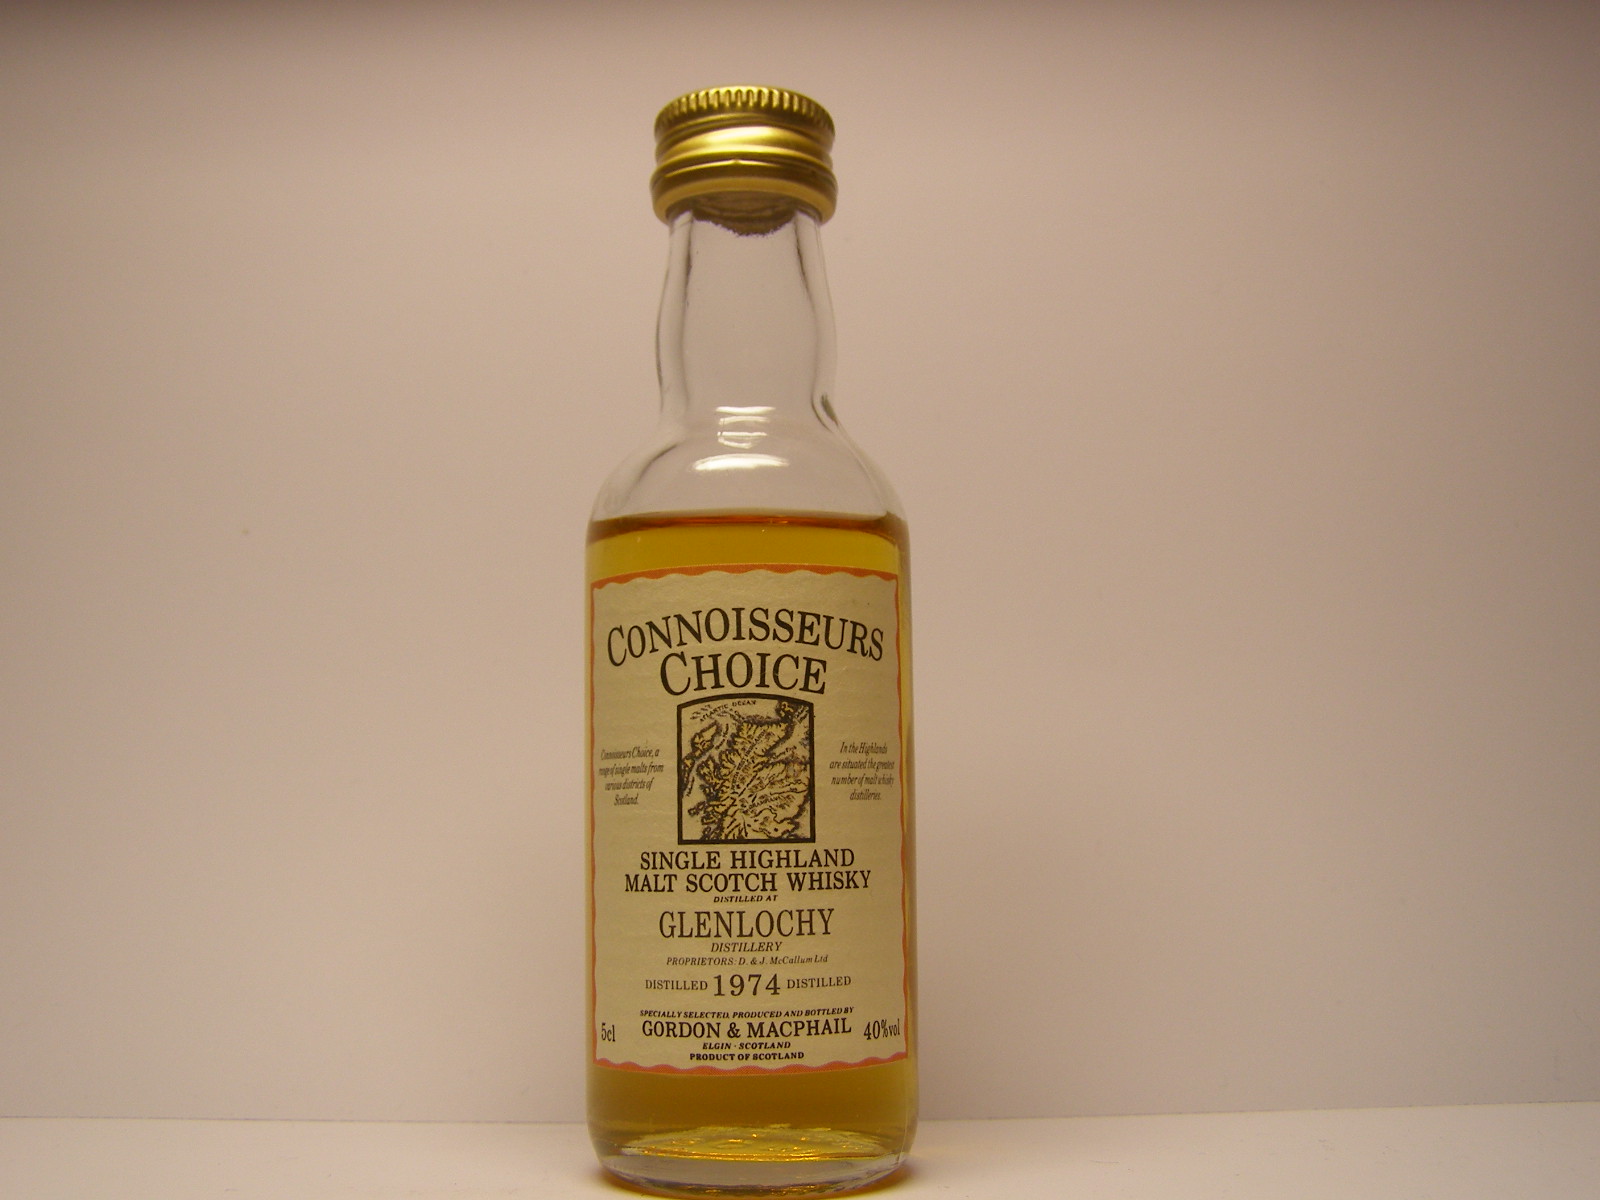 CONNOISSEURS
CHOICE
ATLANTIC OCEAN
Connoisseurs Choice, a
range of single malts from
various districts of
Scotland.
In the Highlands
are situated the greatest
number of malt whisky
distilleries.
SINGLE HIGHLAND
MALT SCOTCH WHISKY
DISTILLED AT
GLENLOCHY
DISTILLERY
PROPRIETORS: D. & J. McCallum Ltd
DISTILLED 1974 DISTILLED
SPECIALLY SELECTED, PRODUCED AND BOTTLED BY
5cl GORDON & MACPHAIL 40%vol
ELGIN · SCOTLAND
PRODUCT OF SCOTLAND